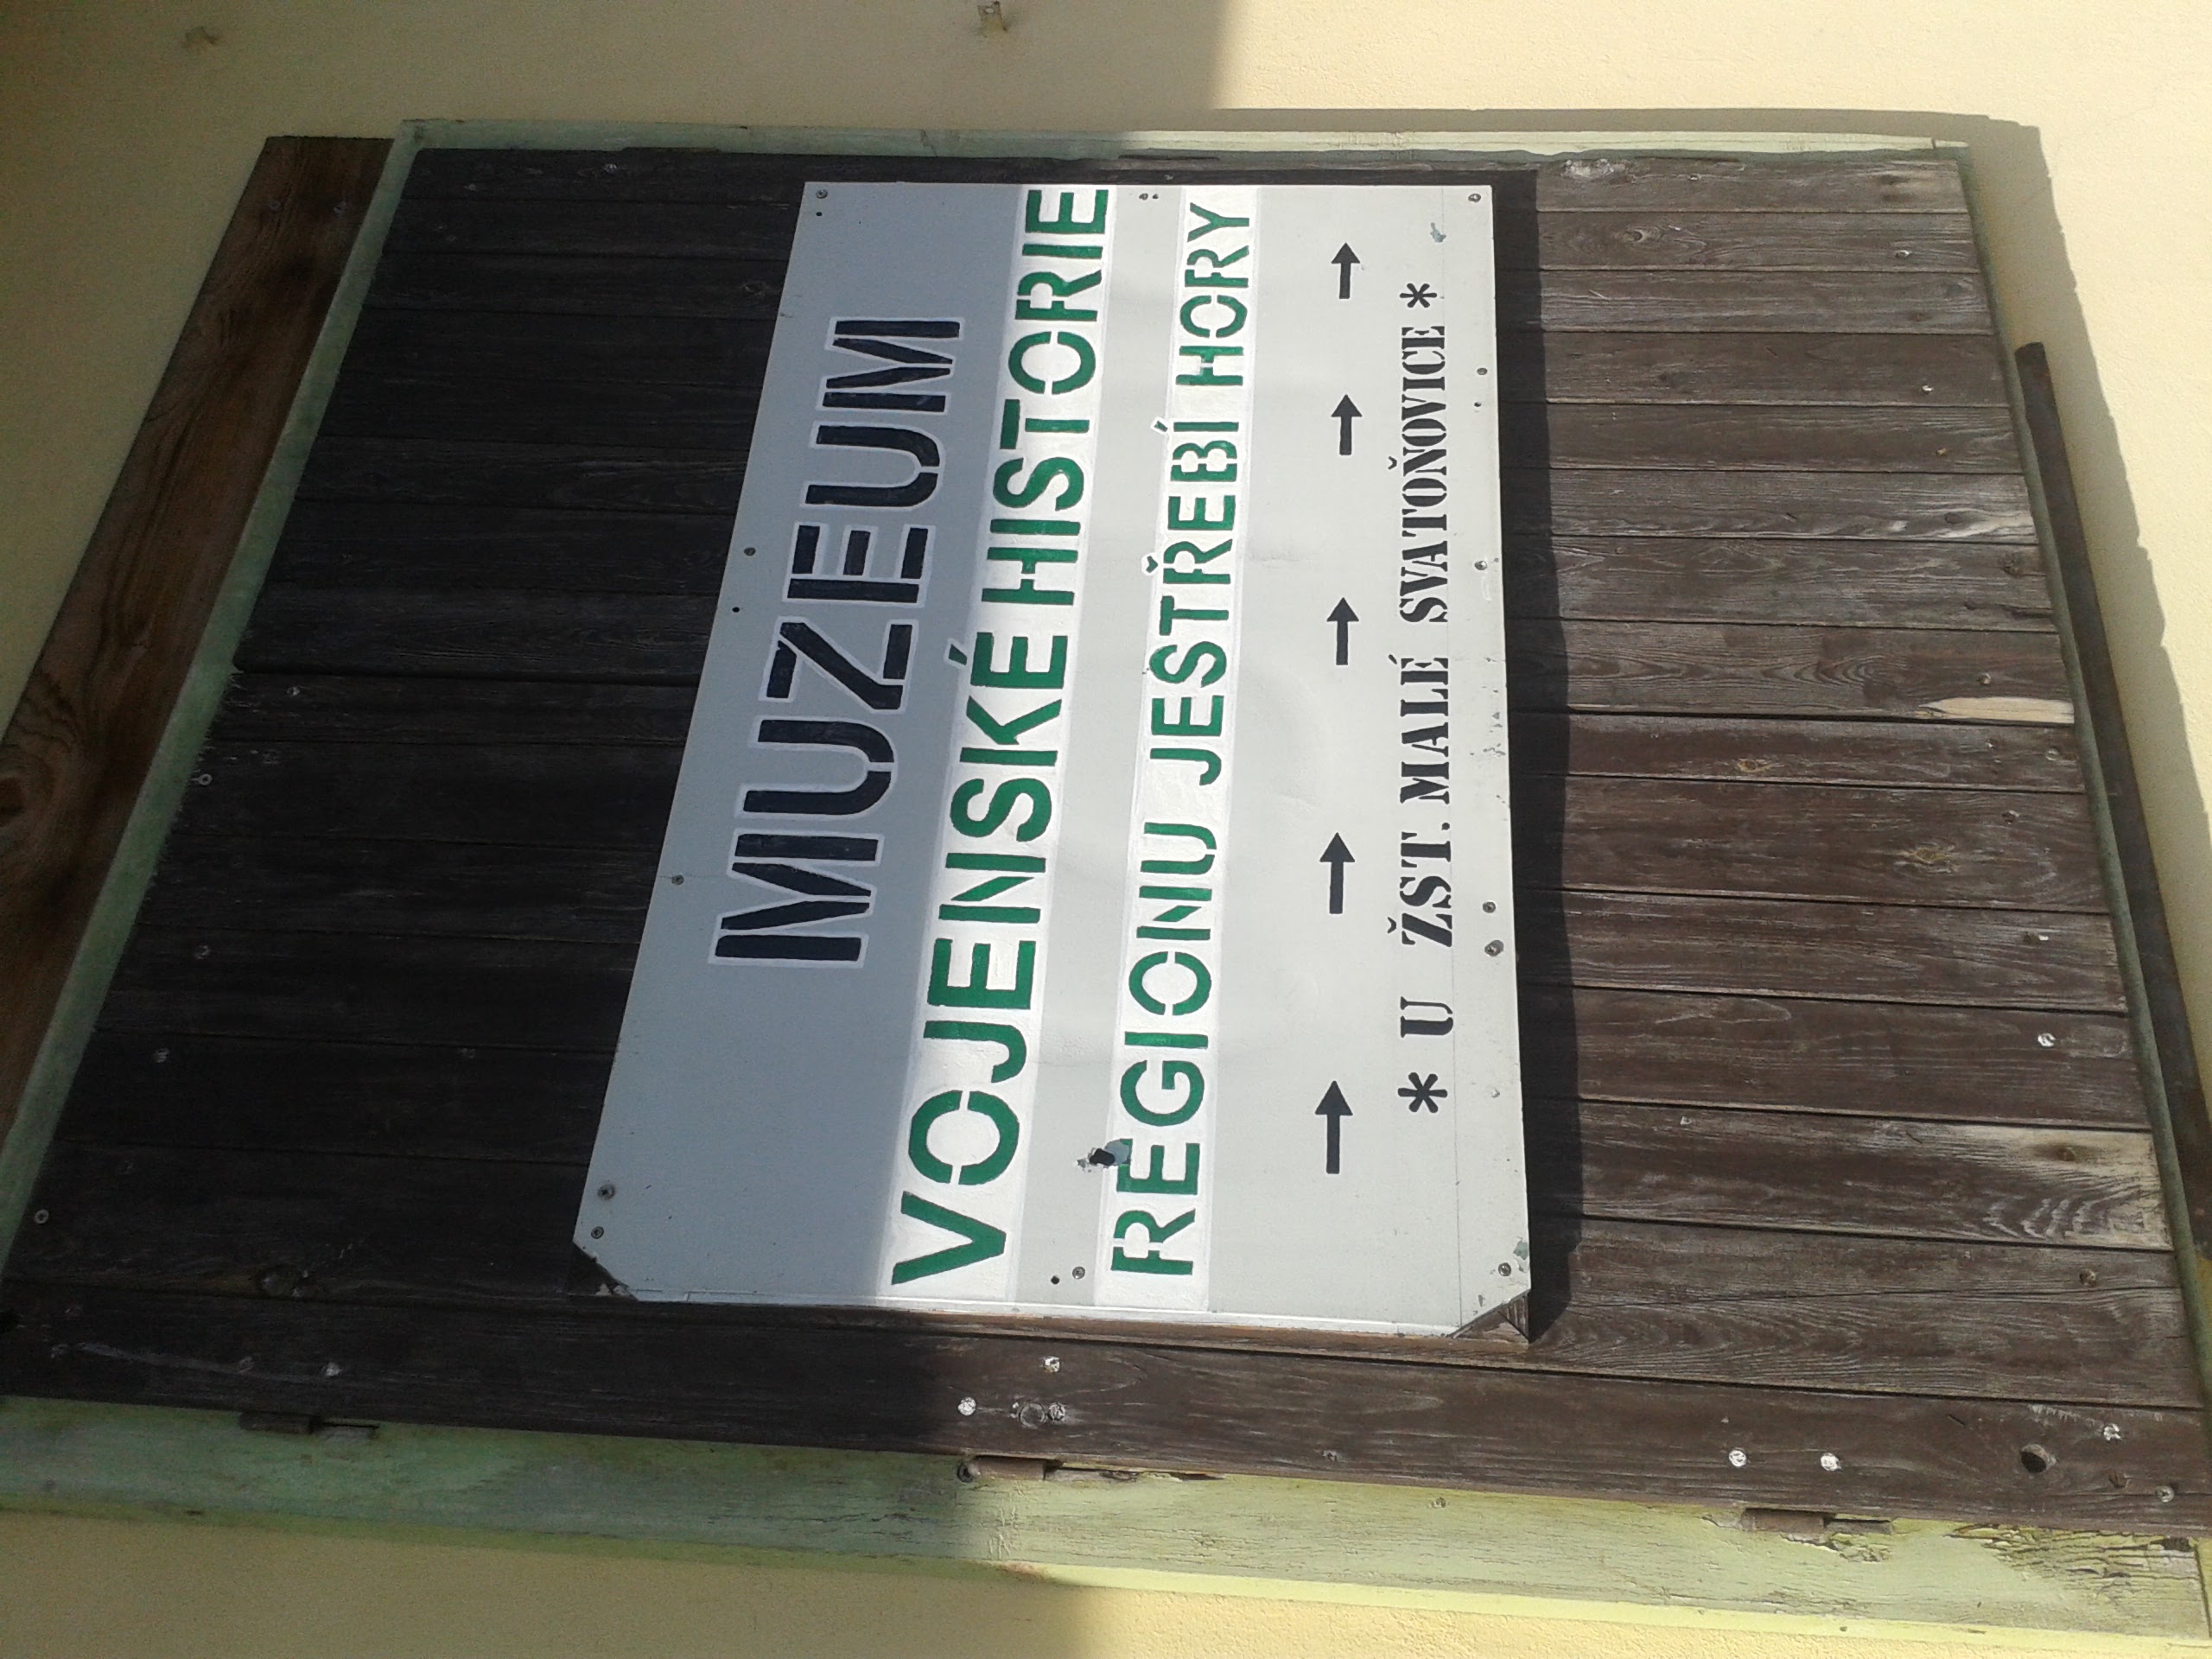 MUZEUM
VOJENSKÉ HISTORIE
REGIONU JESTŘEBÍ HORY
* U ŽST. MALÉ SVATOŇOVICE *